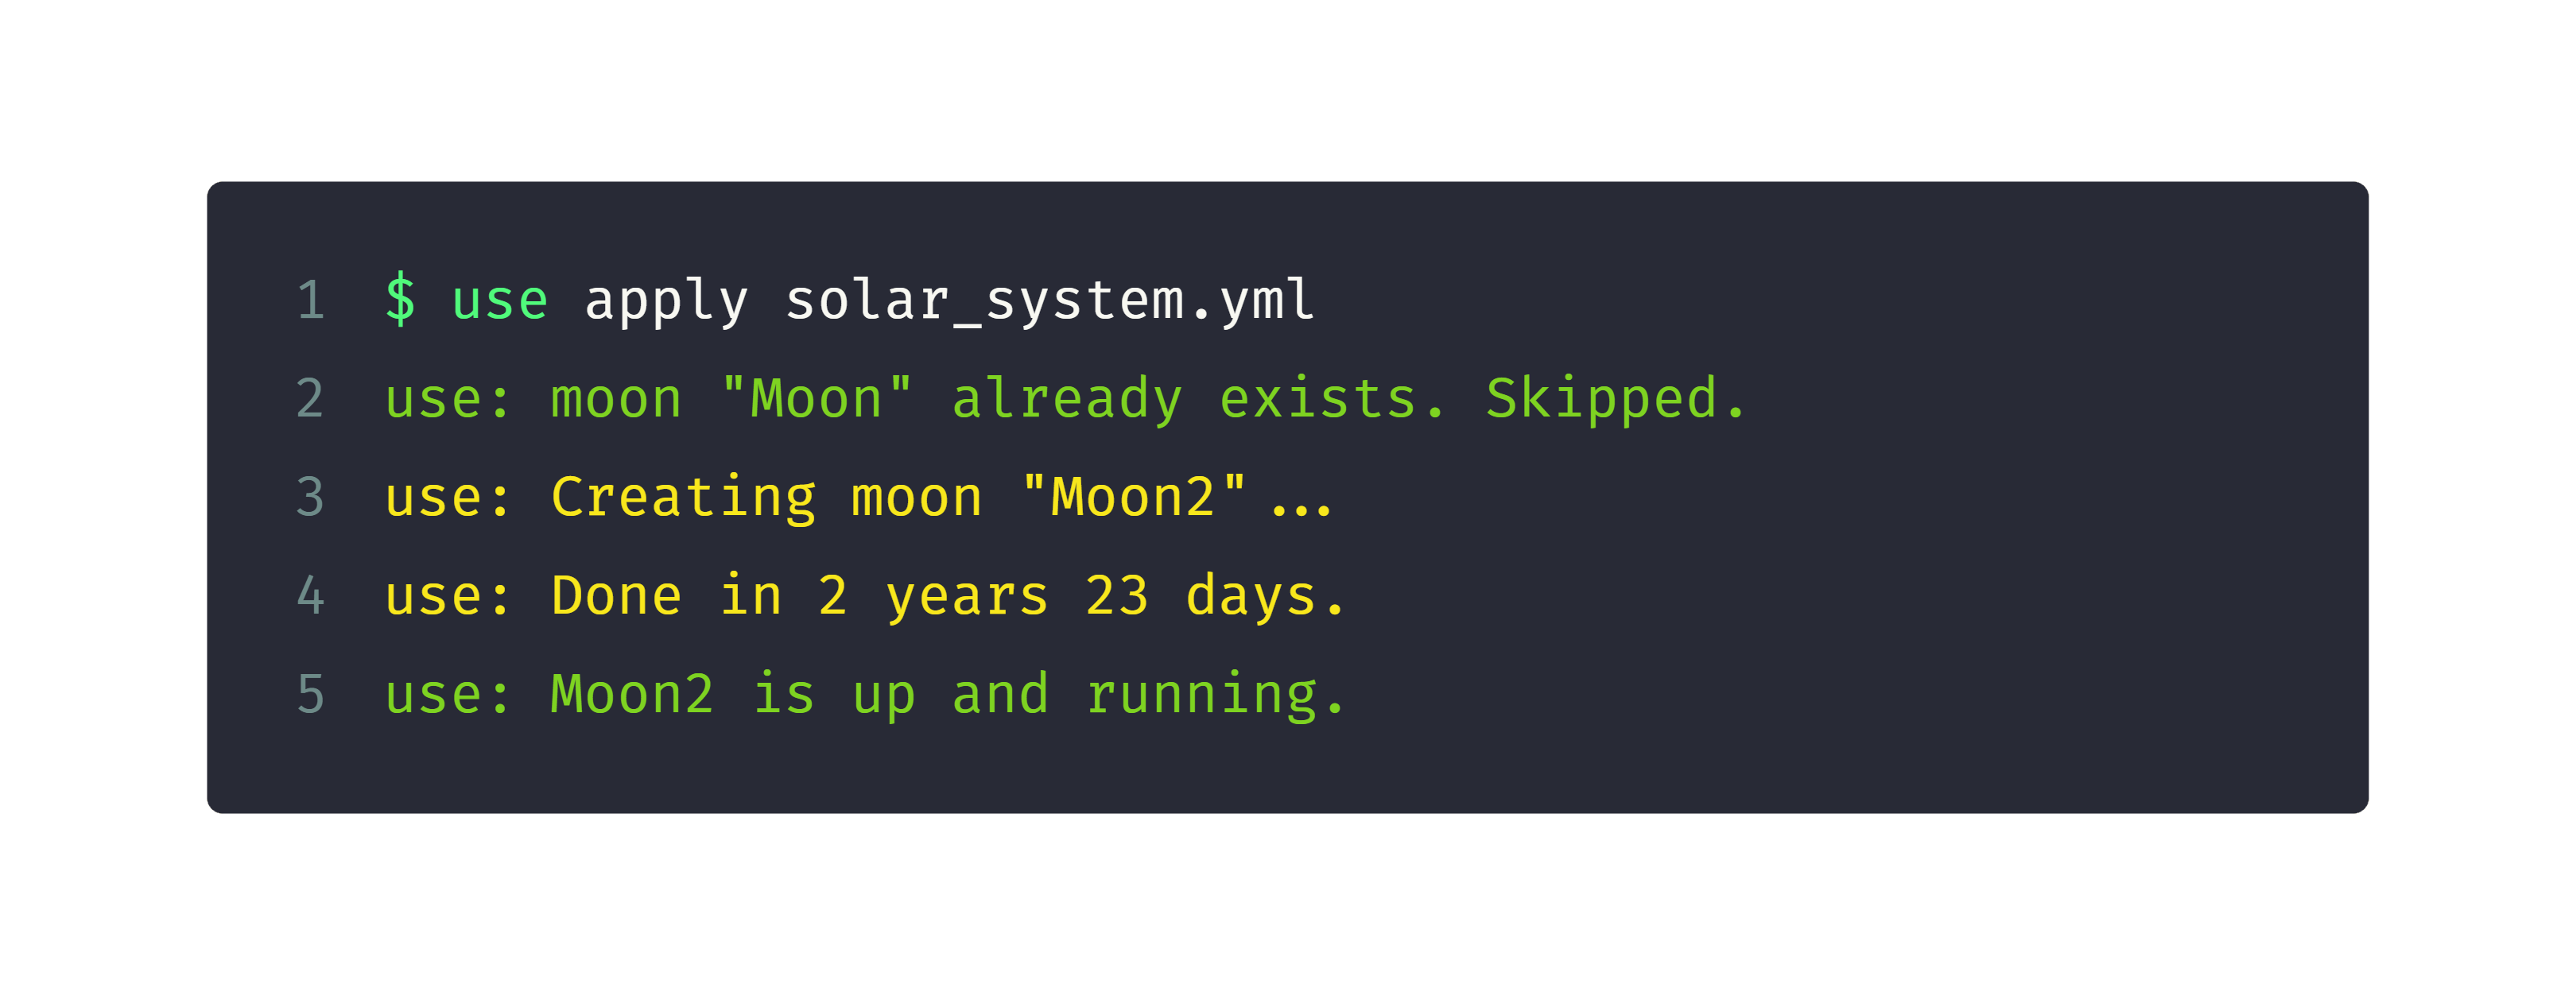 1 $ use apply solar_system.yml
2 use: moon "Moon" already exists. Skipped.
3 use: Creating moon "Moon2"...
4 use: Done in 2 years 23 days.
5 use: Moon2 is up and running.